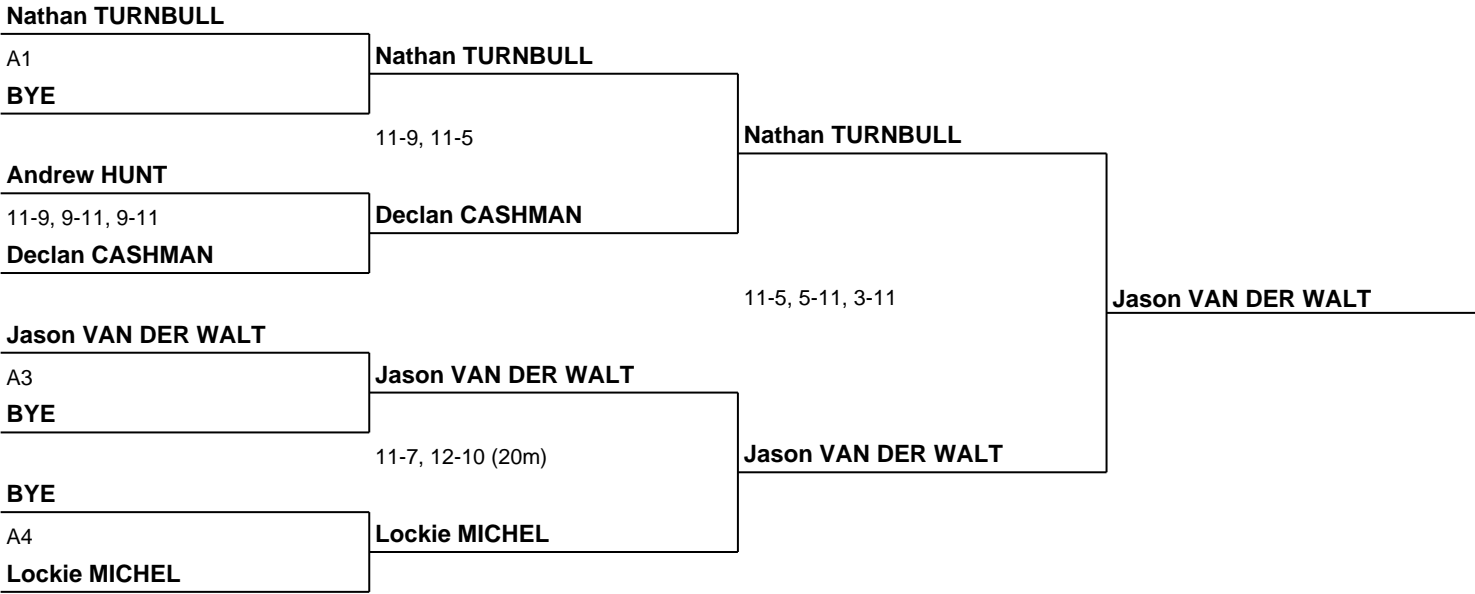 Nathan TURNBULL
A1
Nathan TURNBULL
BYE
11-9, 11-5
Nathan TURNBULL
Andrew HUNT
11-9, 9-11, 9-11
Declan CASHMAN
Declan CASHMAN
11-5, 5-11, 3-11
Jason VAN DER WALT
Jason VAN DER WALT
A3
Jason VAN DER WALT
BYE
11-7, 12-10 (20m)
Jason VAN DER WALT
BYE
A4
Lockie MICHEL
Lockie MICHEL